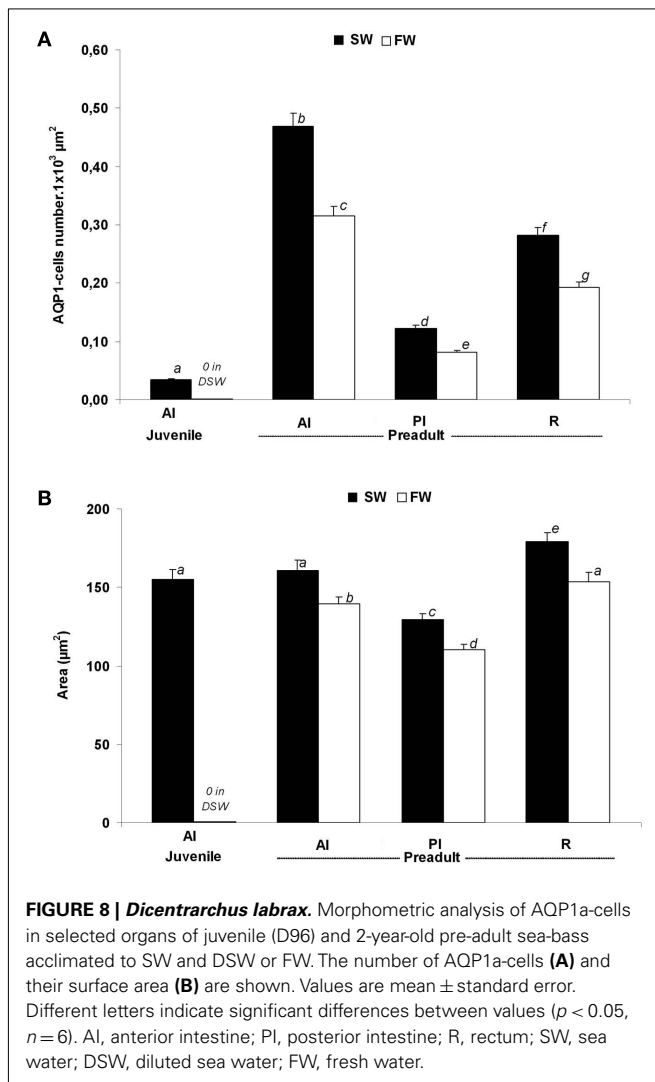 A
SW FW
0,60
0,50
0,40
0,30
0,20
0,10
0,00
AQP1-cells number.1x10³ µm²
a
0 in
DSW
b
c
d
e
f
g
AI AI PI R
Juvenile Preadult
B
SW FW
200
150
100
50
0
Area (µm²)
a
0 in
DSW
a
b
c
d
e
a
AI AI PI R
Juvenile Preadult
FIGURE 8 | Dicentrarchus labrax. Morphometric analysis of AQP1a-cells
in selected organs of juvenile (D96) and 2-year-old pre-adult sea-bass
acclimated to SW and DSW or FW. The number of AQP1a-cells (A) and
their surface area (B) are shown. Values are mean ± standard error.
Different letters indicate significant differences between values (p < 0.05,
n = 6). AI, anterior intestine; PI, posterior intestine; R, rectum; SW, sea
water; DSW, diluted sea water; FW, fresh water.